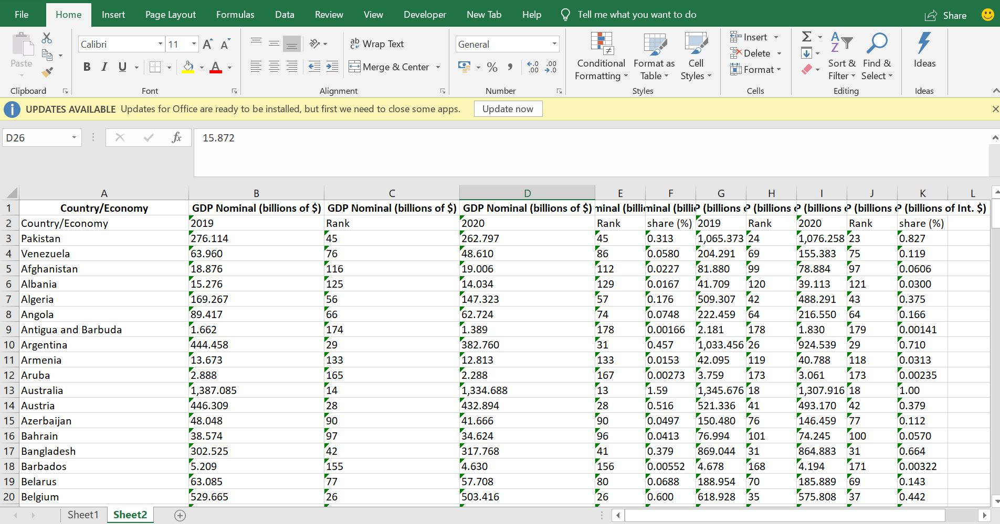 File Home Insert Page Layout Formulas Data Review View Developer New Tab Help Tell me what you want to do Share
Calibri 11 A A ab Wrap Text General Insert Σ A
Paste B I U A Merge & Center % , .00 .00 Conditional Format as Cell Delete Z Sort & Find & Ideas
Formatting Table Styles Format Filter Select
Clipboard Font Alignment Number Styles Cells Editing Ideas
UPDATES AVAILABLE Updates for Office are ready to be installed, but first we need to close some apps. Update now
D26 fx 15.872
A B C D E F G H I J K L
1 Country/Economy GDP Nominal (billions of $) GDP Nominal (billions of $) GDP Nominal (billions of $) minal (billi minal (billi P (billions P (billions P (billions P (billions P (billions of Int. $)
2 Country/Economy 2019 Rank 2020 Rank share (%) 2019 Rank 2020 Rank share (%)
3 Pakistan 276.114 45 262.797 45 0.313 1,065.373 24 1,076.258 23 0.827
4 Venezuela 63.960 76 48.610 86 0.0580 204.291 69 155.383 75 0.119
5 Afghanistan 18.876 116 19.006 112 0.0227 81.880 99 78.884 97 0.0606
6 Albania 15.276 125 14.034 129 0.0167 41.709 120 39.113 121 0.0300
7 Algeria 169.267 56 147.323 57 0.176 509.307 42 488.291 43 0.375
8 Angola 89.417 66 62.724 74 0.0748 222.459 64 216.550 64 0.166
9 Antigua and Barbuda 1.662 174 1.389 178 0.00166 2.181 178 1.830 179 0.00141
10 Argentina 444.458 29 382.760 31 0.457 1,033.456 26 924.539 29 0.710
11 Armenia 13.673 133 12.813 133 0.0153 42.095 119 40.788 118 0.0313
12 Aruba 2.888 165 2.288 167 0.00273 3.759 173 3.061 173 0.00235
13 Australia 1,387.085 14 1,334.688 13 1.59 1,345.676 18 1,307.916 18 1.00
14 Austria 446.309 28 432.894 28 0.516 521.336 41 493.170 42 0.379
15 Azerbaijan 48.048 90 41.666 90 0.0497 150.480 76 146.459 77 0.112
16 Bahrain 38.574 97 34.624 96 0.0413 76.994 101 74.245 100 0.0570
17 Bangladesh 302.525 42 317.768 41 0.379 869.044 31 864.883 31 0.664
18 Barbados 5.209 155 4.630 156 0.00552 4.678 168 4.194 171 0.00322
19 Belarus 63.085 77 57.708 80 0.0688 188.954 70 185.889 69 0.143
20 Belgium 529.665 26 503.416 26 0.600 618.928 35 575.808 37 0.442
Sheet1 Sheet2